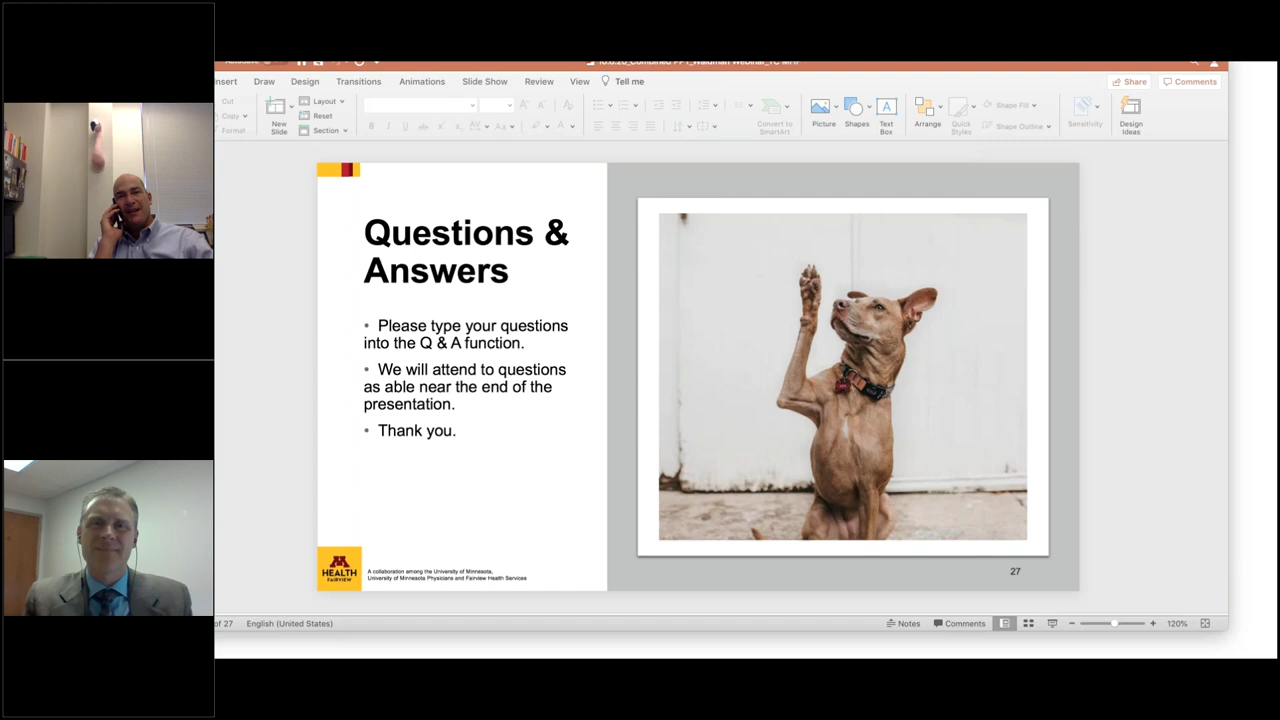 Insert Draw Design Transitions Animations Slide Show Review View Tell me Share Comments
Cut
Copy
Format
New
Slide
Layout
Reset
Section
Convert to
SmartArt
Picture
Shapes
Text
Box
Arrange
Quick
Styles
Shape Fill
Shape Outline
Sensitivity
Design
Ideas
Questions &
Answers
• Please type your questions
into the Q & A function.
• We will attend to questions
as able near the end of the
presentation.
• Thank you.
M
HEALTH
FAIRVIEW
A collaboration among the University of Minnesota,
University of Minnesota Physicians and Fairview Health Services
27
of 27 English (United States) Notes Comments 120%